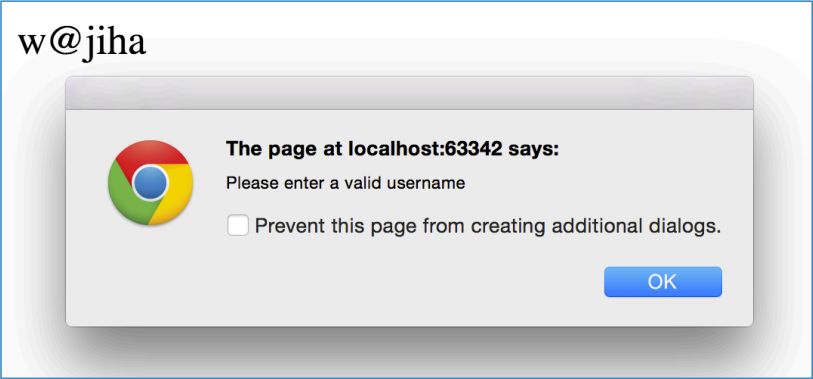 w@jiha
The page at localhost:63342 says:
Please enter a valid username
Prevent this page from creating additional dialogs.
OK